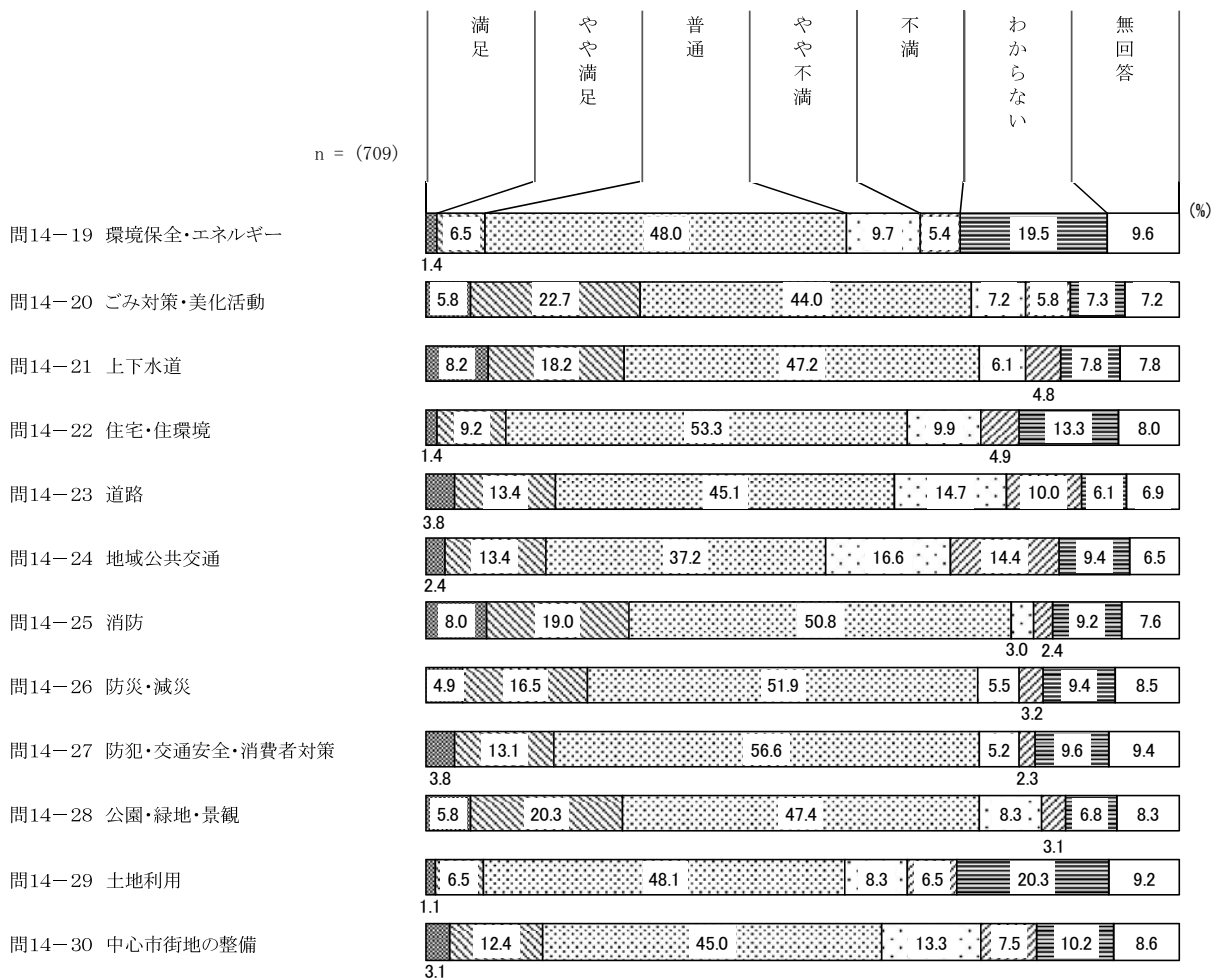 満足
やや満足
普通
やや不満
不満
わからない
無回答
n = (709)
(%)
問14－19 環境保全・エネルギー 6.5 48.0 9.7 5.4 19.5 9.6
1.4
問14－20 ごみ対策・美化活動 5.8 22.7 44.0 7.2 5.8 7.3 7.2
問14－21 上下水道 8.2 18.2 47.2 6.1 7.8 7.8
4.8
問14－22 住宅・住環境 9.2 53.3 9.9 13.3 8.0
1.4 4.9
問14－23 道路 13.4 45.1 14.7 10.0 6.1 6.9
3.8
問14－24 地域公共交通 13.4 37.2 16.6 14.4 9.4 6.5
2.4
問14－25 消防 8.0 19.0 50.8 9.2 7.6
3.0 2.4
問14－26 防災・減災 4.9 16.5 51.9 5.5 9.4 8.5
3.2
問14－27 防犯・交通安全・消費者対策 13.1 56.6 5.2 9.6 9.4
3.8 2.3
問14－28 公園・緑地・景観 5.8 20.3 47.4 8.3 6.8 8.3
3.1
問14－29 土地利用 6.5 48.1 8.3 6.5 20.3 9.2
1.1
問14－30 中心市街地の整備 12.4 45.0 13.3 7.5 10.2 8.6
3.1